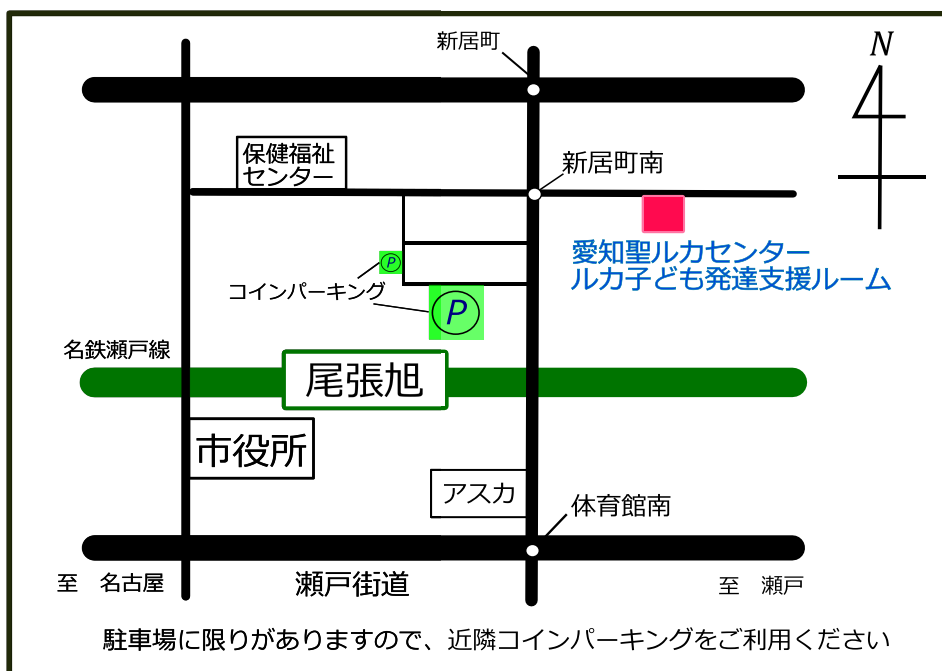 新居町
N
保健福祉
センター
新居町南
愛知聖ルカセンター
ルカ子ども発達支援ルーム
P
コインパーキング
P
名鉄瀬戸線
尾張旭
市役所
アスカ
体育館南
至 名古屋
瀬戸街道
至 瀬戸
駐車場に限りがありますので、近隣コインパーキングをご利用ください